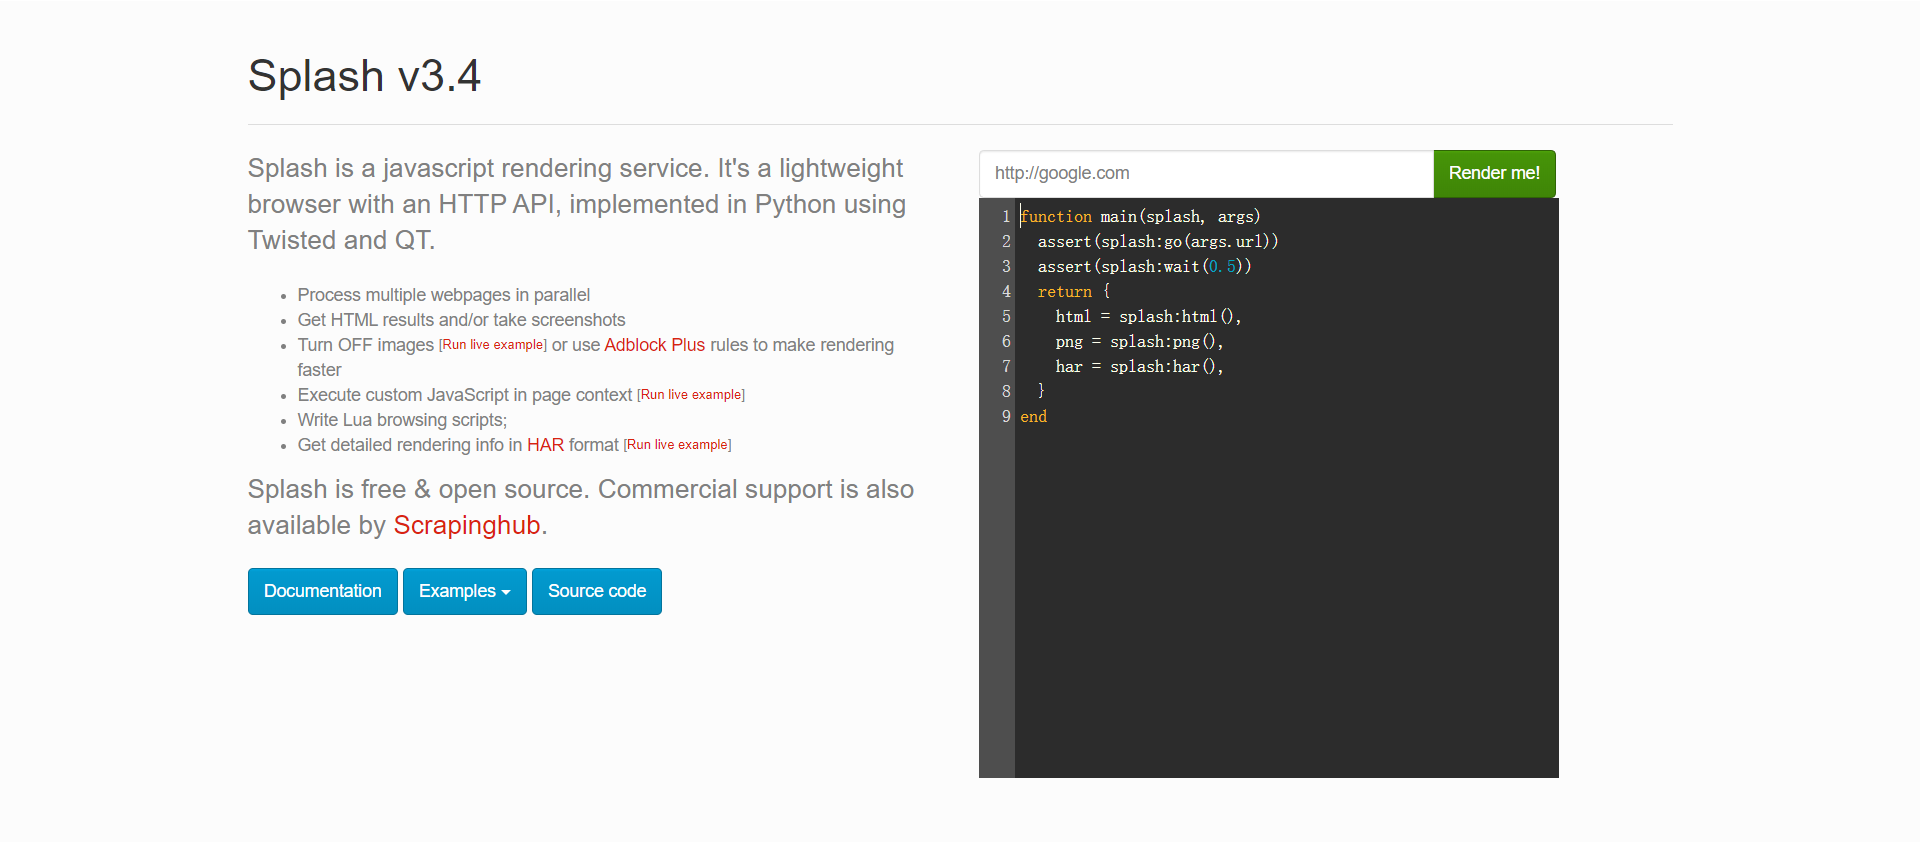 Splash v3.4
Splash is a javascript rendering service. It's a lightweight
browser with an HTTP API, implemented in Python using
Twisted and QT.
• Process multiple webpages in parallel
• Get HTML results and/or take screenshots
• Turn OFF images [Run live example] or use Adblock Plus rules to make rendering
faster
• Execute custom JavaScript in page context [Run live example]
• Write Lua browsing scripts;
• Get detailed rendering info in HAR format [Run live example]
Splash is free & open source. Commercial support is also
available by Scrapinghub.
Documentation
Examples
Source code
http://google.com
Render me!
1 function main(splash, args)
2   assert(splash:go(args.url))
3   assert(splash:wait(0.5))
4   return {
5     html = splash:html(),
6     png = splash:png(),
7     har = splash:har(),
8   }
9 end